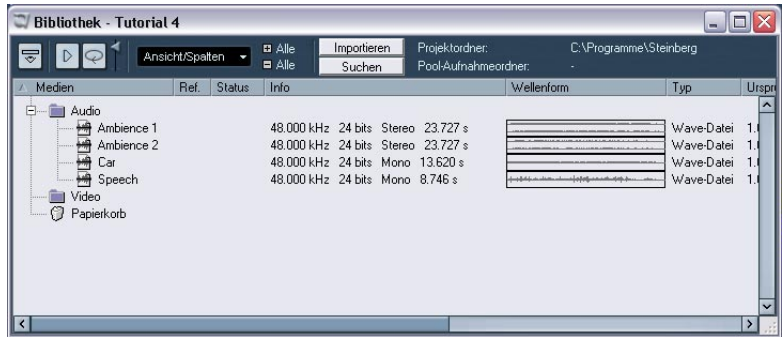 Bibliothek - Tutorial 4
Ansicht/Spalten Alle Importieren Projektordner: C:\Programme\Steinberg
Alle Suchen Pool-Aufnahmeordner: -
Medien Ref. Status Info Wellenform Typ
Audio
Ambience 1 48.000 kHz 24 bits Stereo 23.727 s Wave-Datei
Ambience 2 48.000 kHz 24 bits Stereo 23.727 s Wave-Datei
Car 48.000 kHz 24 bits Mono 13.620 s Wave-Datei
Speech 48.000 kHz 24 bits Mono 8.746 s Wave-Datei
Video
Papierkorb